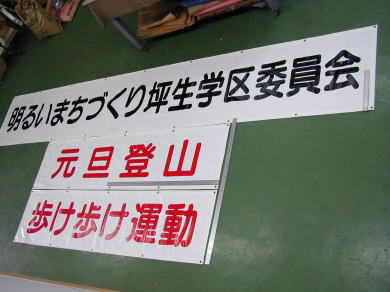 明るいまちづくり坪生学区委員会
元旦登山
歩け歩け運動